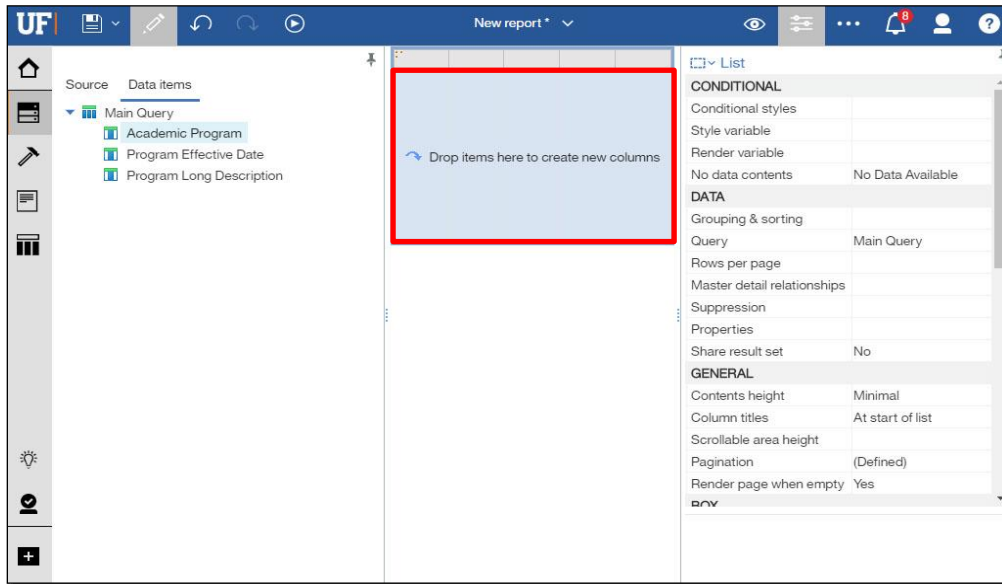 UF
New report*
8
?
Source Data items
Main Query
Academic Program
Program Effective Date
Program Long Description
Drop items here to create new columns
List
CONDITIONAL
Conditional styles
Style variable
Render variable
No data contents No Data Available
DATA
Grouping & sorting
Query Main Query
Rows per page
Master detail relationships
Suppression
Properties
Share result set No
GENERAL
Contents height Minimal
Column titles At start of list
Scrollable area height
Pagination (Defined)
Render page when empty Yes
BOX